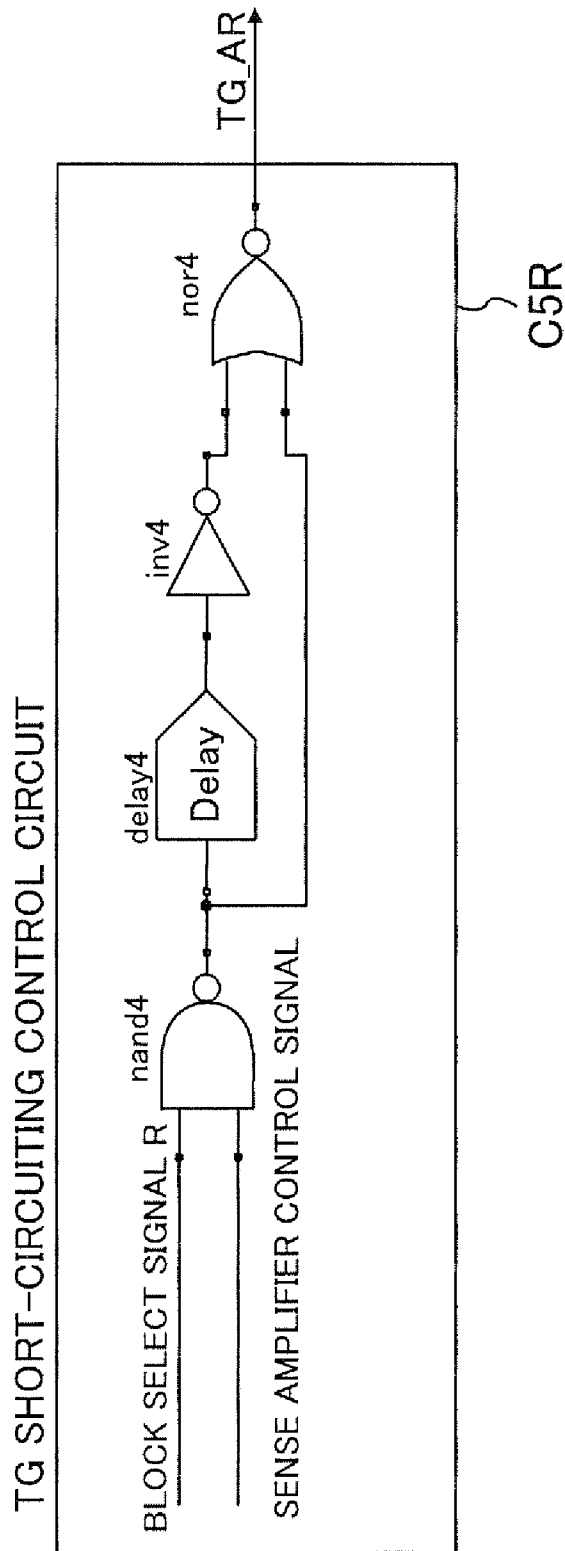 TG SHORT-CIRCUITING CONTROL CIRCUIT
BLOCK SELECT SIGNAL R
SENSE AMPLIFIER CONTROL SIGNAL
nand4
delay4
Delay
inv4
nor4
TG_AR
C5R